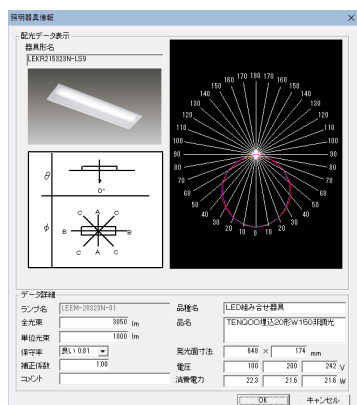 照明器具情報
配光データ表示
器具形名
LEKR215323N-LS9
θ
0°
φ
C A C
B B
C A C
150 160 170 180 170 160 150
140 140
130 130
120 120
110 110
100 100
90 90
80 80
70 70
60 60
50 50
40 40
30 20 10 0 10 20 30
データ詳細
ランプ名 LEEM-20323N-01
全光束 3050 lm
単位光束 1000 lm
保守率 良い 0.81
補正係数 1.00
コメント
品種名 LED組み合せ器具
品名 TENQOO埋込20形W150非調光
発光面寸法 648 × 174 mm
電圧 100 200 242 V
消費電力 22.3 21.6 21.6 W
OK キャンセル